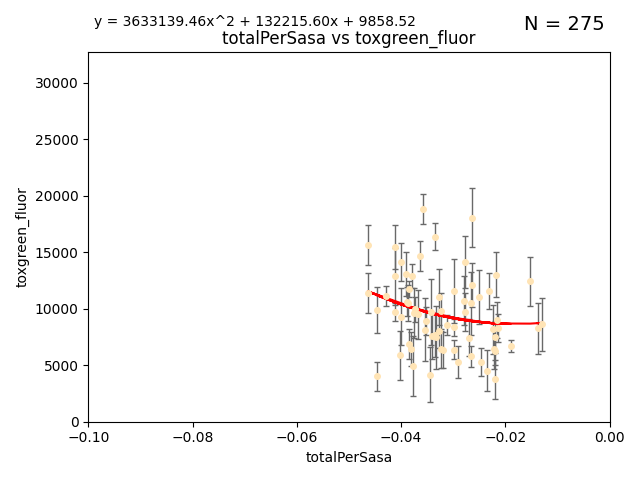 y = 3633139.46x^2 + 132215.60x + 9858.52
N = 275
totalPerSasa vs toxgreen_fluor
30000
25000
20000
15000
10000
5000
0
toxgreen_fluor
−0.10 −0.08 −0.06 −0.04 −0.02 0.00
totalPerSasa